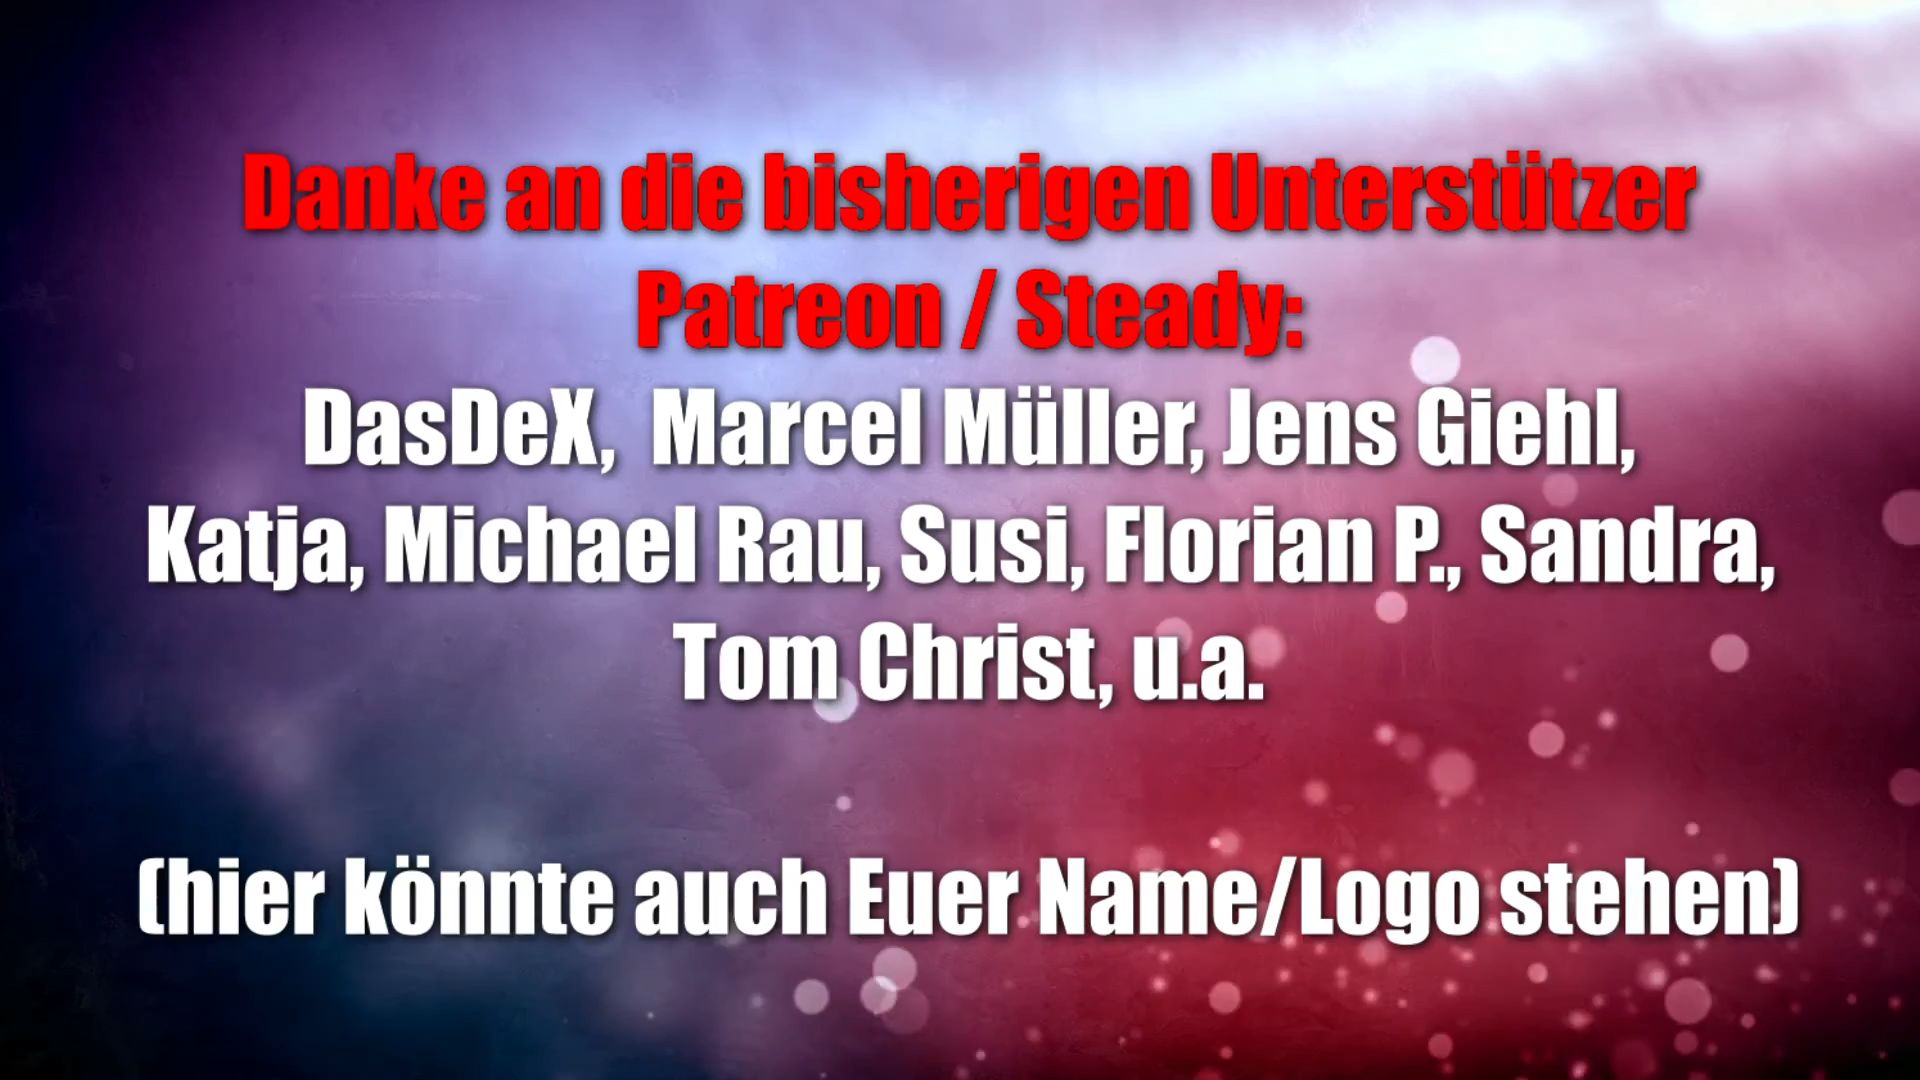 Danke an die bisherigen Unterstützer
Patreon / Steady:
DasDeX, Marcel Müller, Jens Giehl,
Katja, Michael Rau, Susi, Florian P., Sandra,
Tom Christ, u.a.
(hier könnte auch Euer Name/Logo stehen)